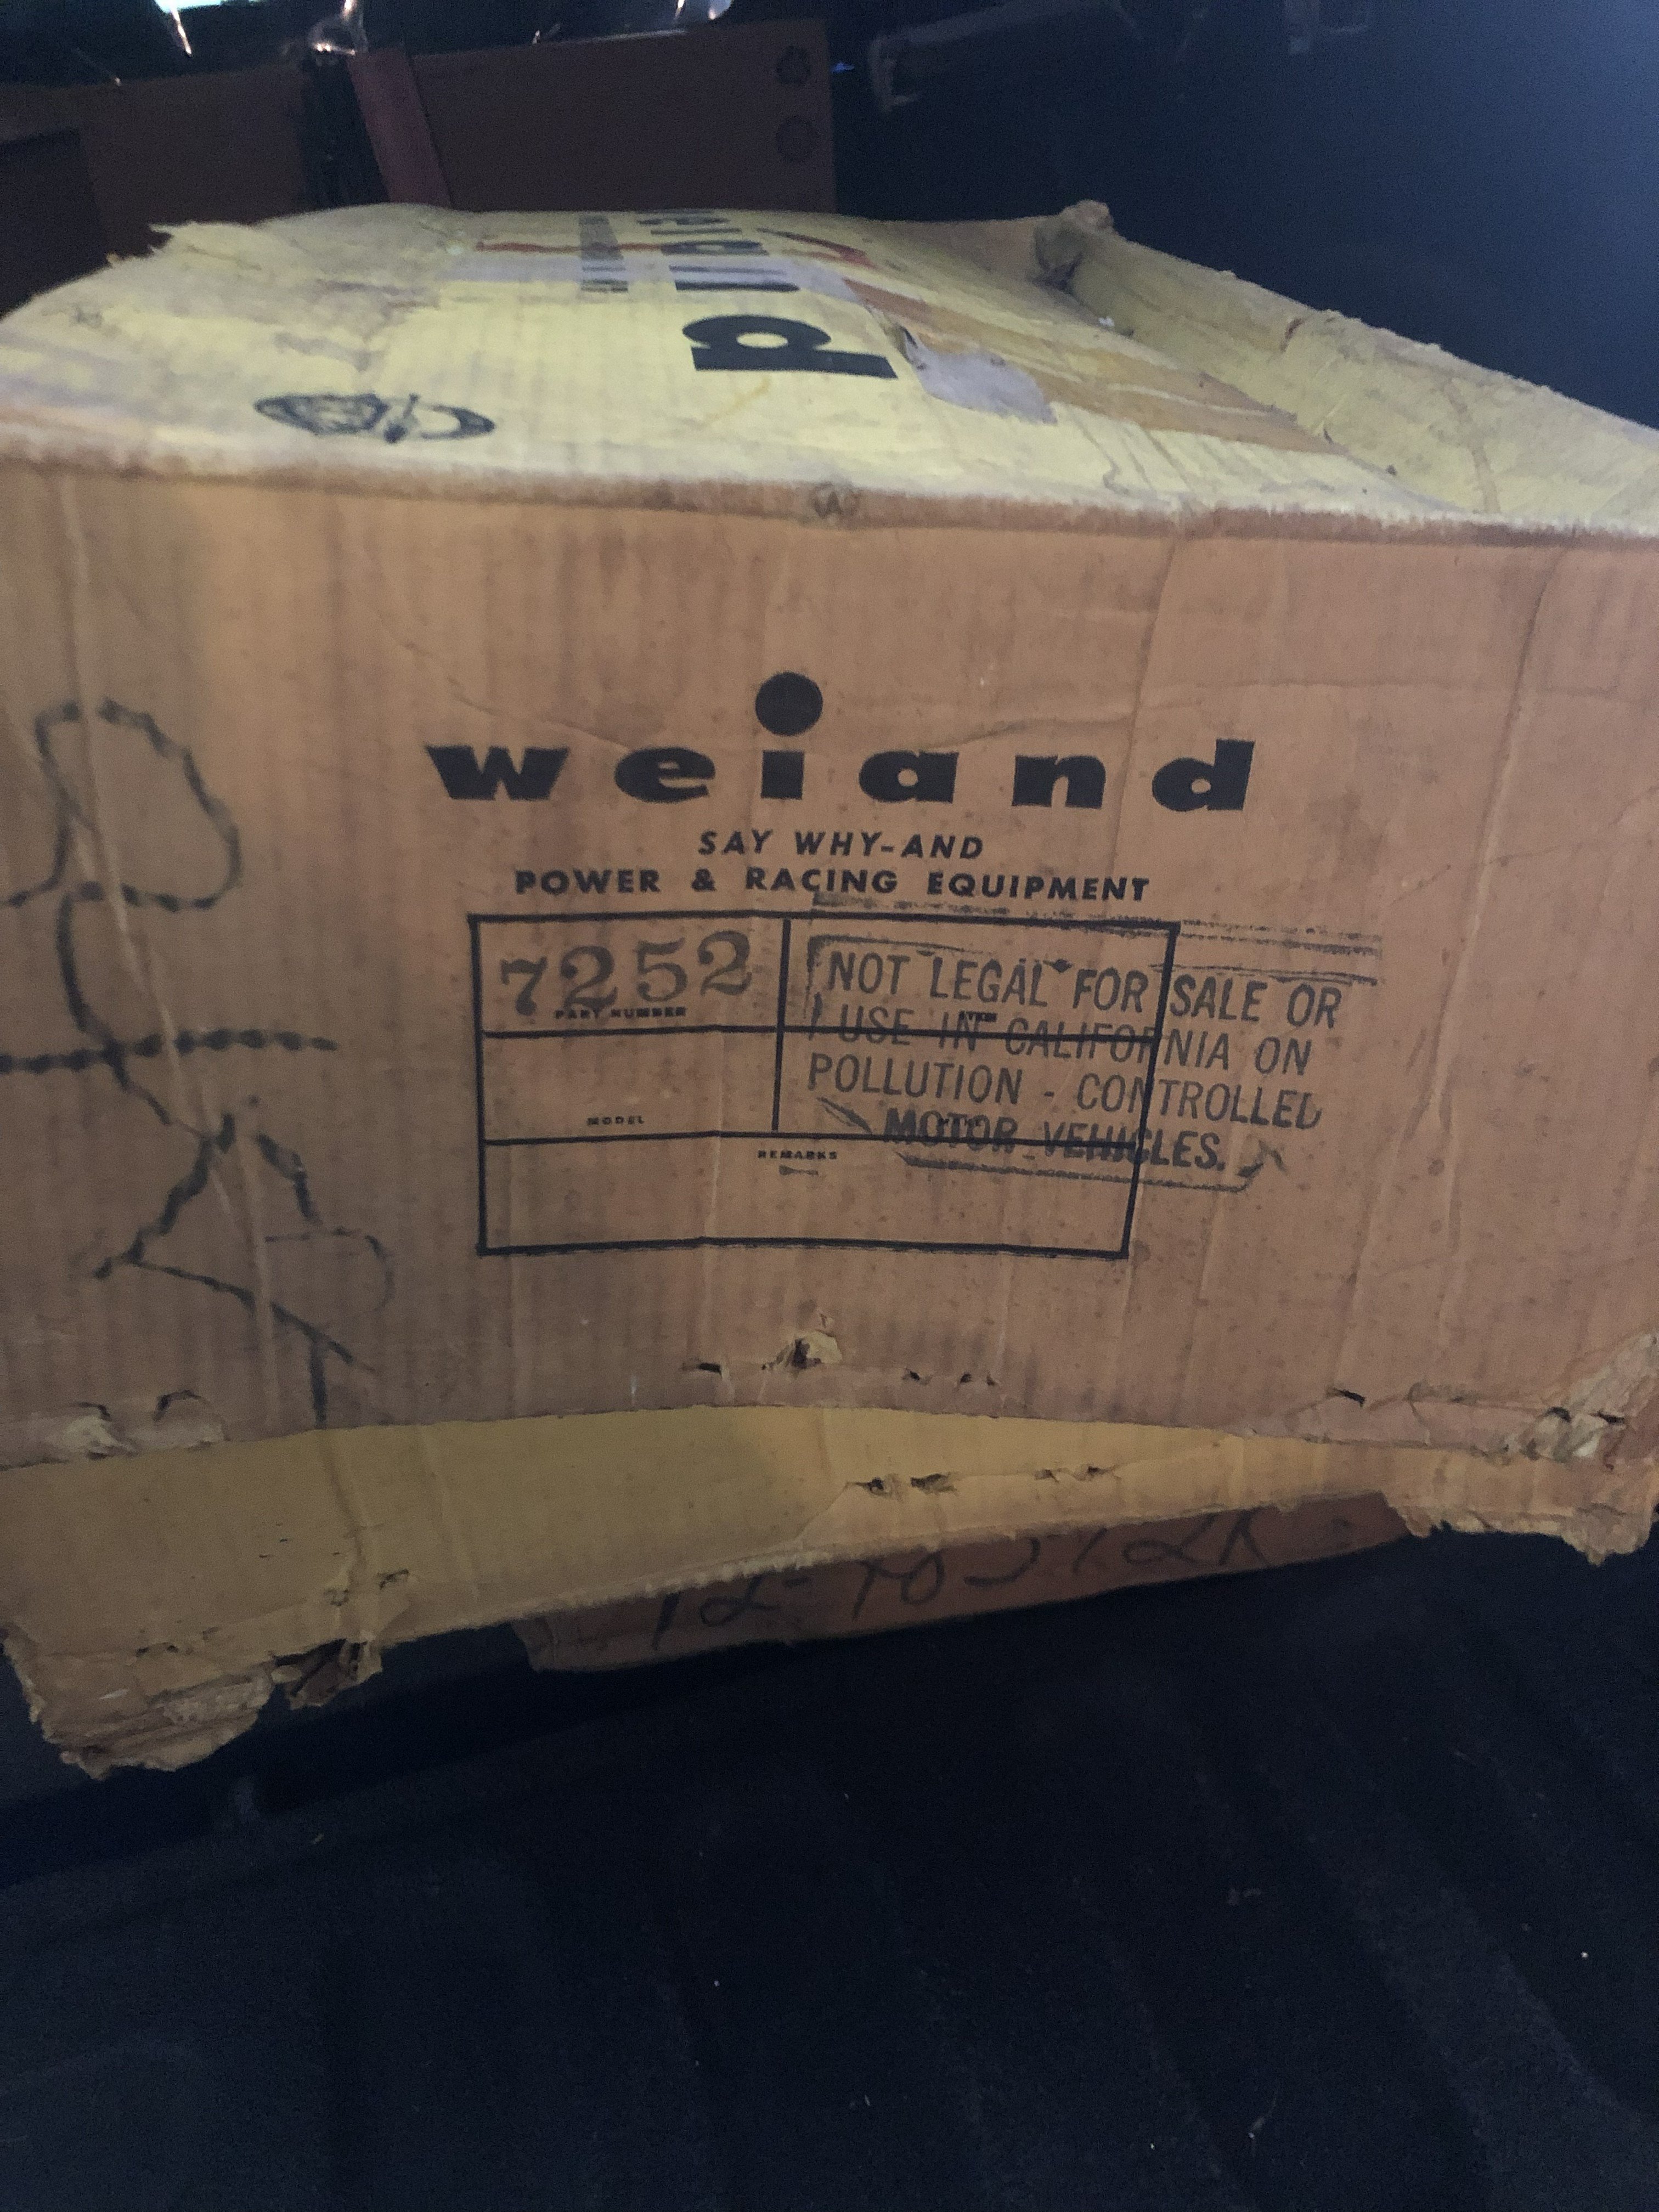 weiand
weiand
SAY WHY-AND
POWER & RACING EQUIPMENT
7252
PART NUMBER
NOT LEGAL FOR SALE OR
USE IN CALIFORNIA ON
POLLUTION - CONTROLLED
MOTOR VEHICLES.
MODEL
REMARKS